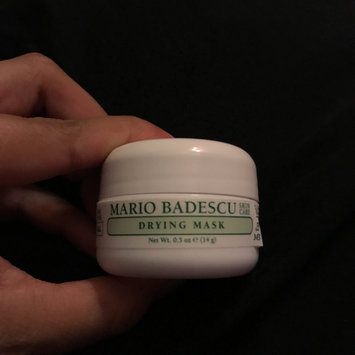 MARIO BADESCU SKIN CARE
DRYING MASK
Net Wt. 0.5 oz (14 g)